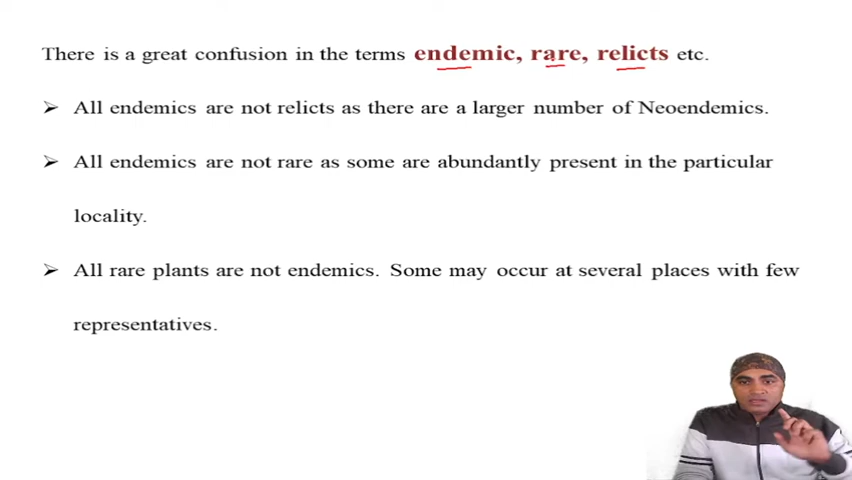 There is a great confusion in the terms endemic, rare, relicts etc.
➢ All endemics are not relicts as there are a larger number of Neoendemics.
➢ All endemics are not rare as some are abundantly present in the particular
locality.
➢ All rare plants are not endemics. Some may occur at several places with few
representatives.